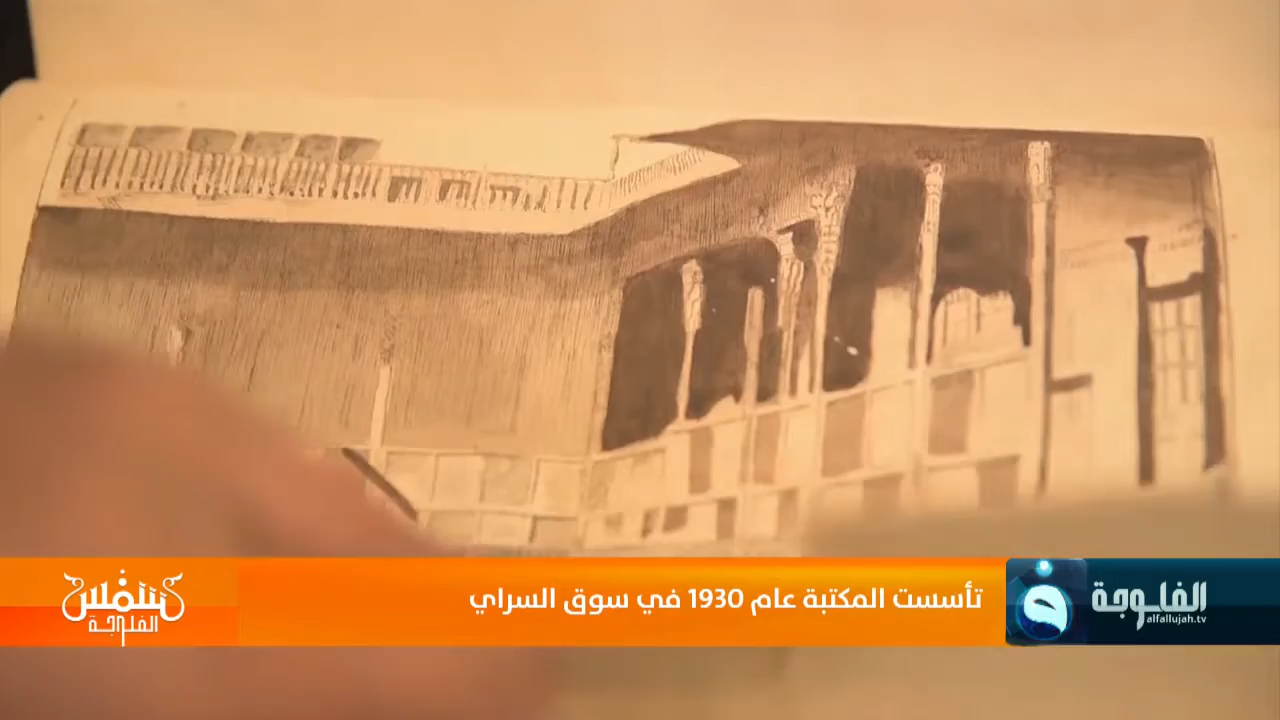 تأسست المكتبة عام 1930 في سوق السراي
الفلوجة
alfallujah.tv
شمس
الفلوجة